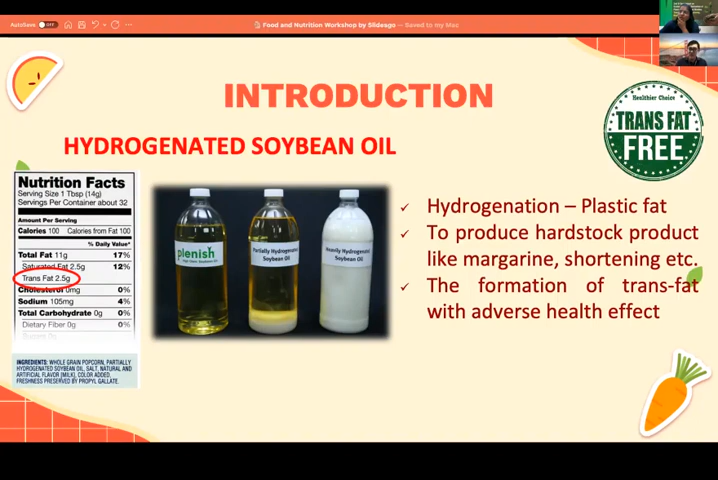 AutoSave OFF
Food and Nutrition Workshop by Slidesgo — Saved to my Mac
INTRODUCTION
HYDROGENATED SOYBEAN OIL
Healthier Choice
TRANS FAT
FREE
Nutrition Facts
Serving Size 1 Tbsp (14g)
Servings Per Container about 32
Amount Per Serving
Calories 100 Calories from Fat 100
% Daily Value*
Total Fat 11g 17%
Saturated Fat 2.5g 12%
Trans Fat 2.5g
Cholesterol 0mg 0%
Sodium 105mg 4%
Total Carbohydrate 0g 0%
Dietary Fiber 0g 0%
INGREDIENTS: WHOLE GRAIN POPCORN, PARTIALLY
HYDROGENATED SOYBEAN OIL, SALT, NATURAL AND
ARTIFICIAL FLAVOR (MILK), COLOR ADDED,
FRESHNESS PRESERVED BY PROPYL GALLATE.
plenish
Partially Hydrogenated
Soybean Oil
Heavily Hydrogenated
Soybean Oil
✓ Hydrogenation – Plastic fat
✓ To produce hardstock product
like margarine, shortening etc.
✓ The formation of trans-fat
with adverse health effect